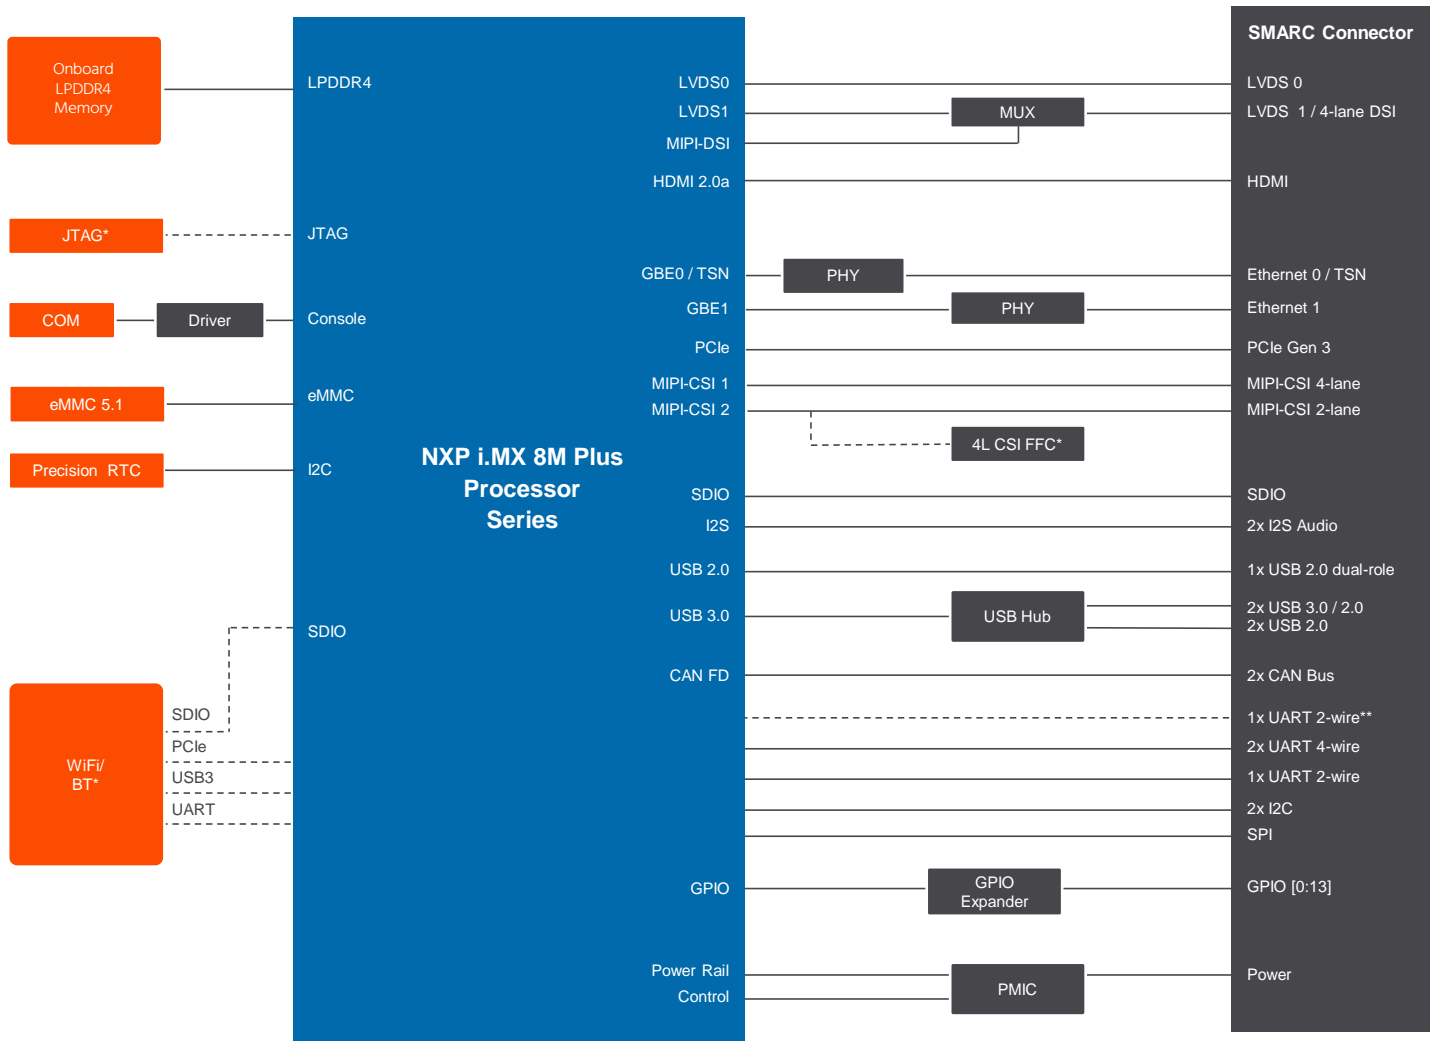 SMARC Connector
Onboard
LPDDR4
Memory
LPDDR4
JTAG*
JTAG
COM
Driver
Console
eMMC 5.1
eMMC
Precision RTC
I2C
SDIO
WiFi/
BT*
SDIO
PCIe
USB3
UART
NXP i.MX 8M Plus
Processor
Series
LVDS0
LVDS1
MIPI-DSI
HDMI 2.0a
GBE0 / TSN
GBE1
PCIe
MIPI-CSI 1
MIPI-CSI 2
SDIO
I2S
USB 2.0
USB 3.0
CAN FD
GPIO
Power Rail
Control
MUX
PHY
PHY
4L CSI FFC*
USB Hub
GPIO
Expander
PMIC
LVDS 0
LVDS 1 / 4-lane DSI
HDMI
Ethernet 0 / TSN
Ethernet 1
PCIe Gen 3
MIPI-CSI 4-lane
MIPI-CSI 2-lane
SDIO
2x I2S Audio
1x USB 2.0 dual-role
2x USB 3.0 / 2.0
2x USB 2.0
2x CAN Bus
1x UART 2-wire**
2x UART 4-wire
1x UART 2-wire
2x I2C
SPI
GPIO [0:13]
Power